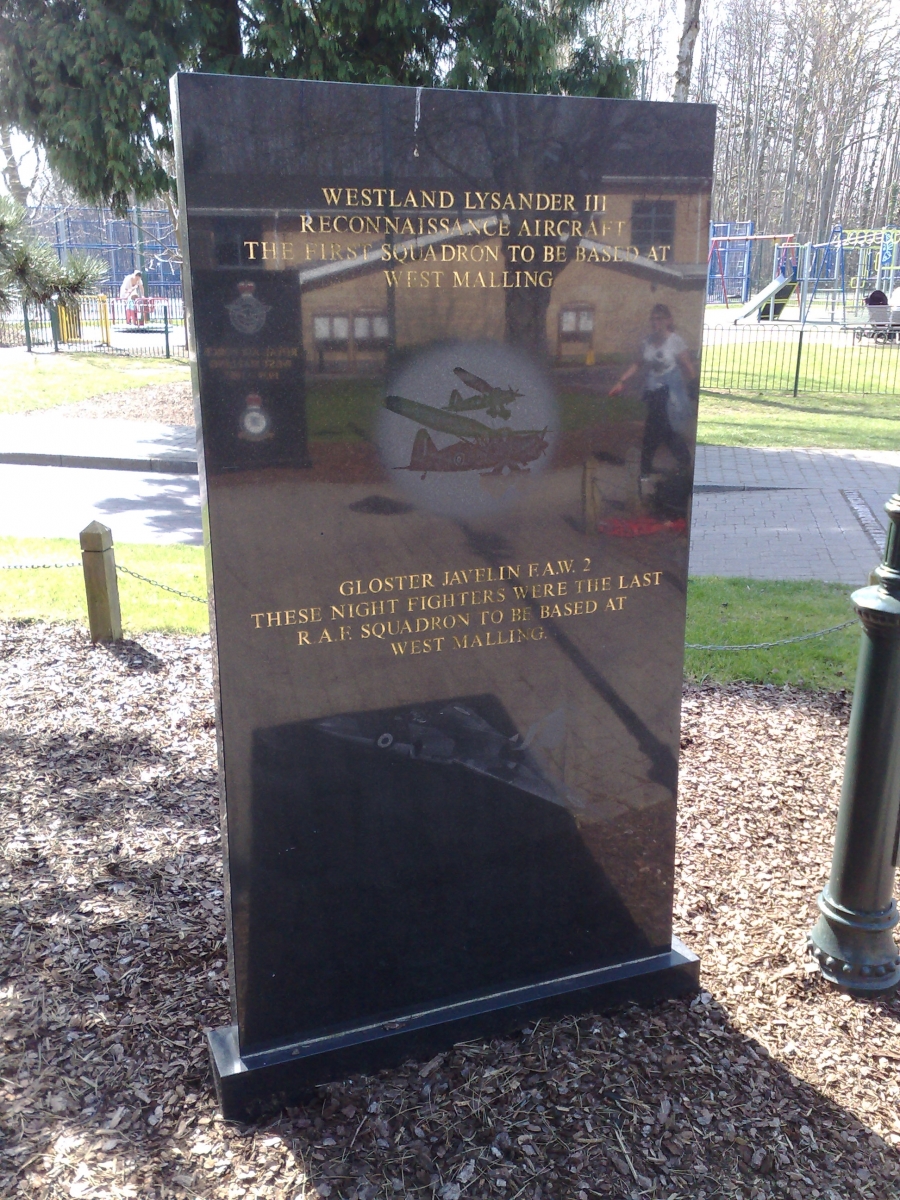 WESTLAND LYSANDER III
RECONNAISSANCE AIRCRAFT
THE FIRST SQUADRON TO BE BASED AT
WEST MALLING
GLOSTER JAVELIN F.A.W. 2
THESE NIGHT FIGHTERS WERE THE LAST
R.A.F. SQUADRON TO BE BASED AT
WEST MALLING.